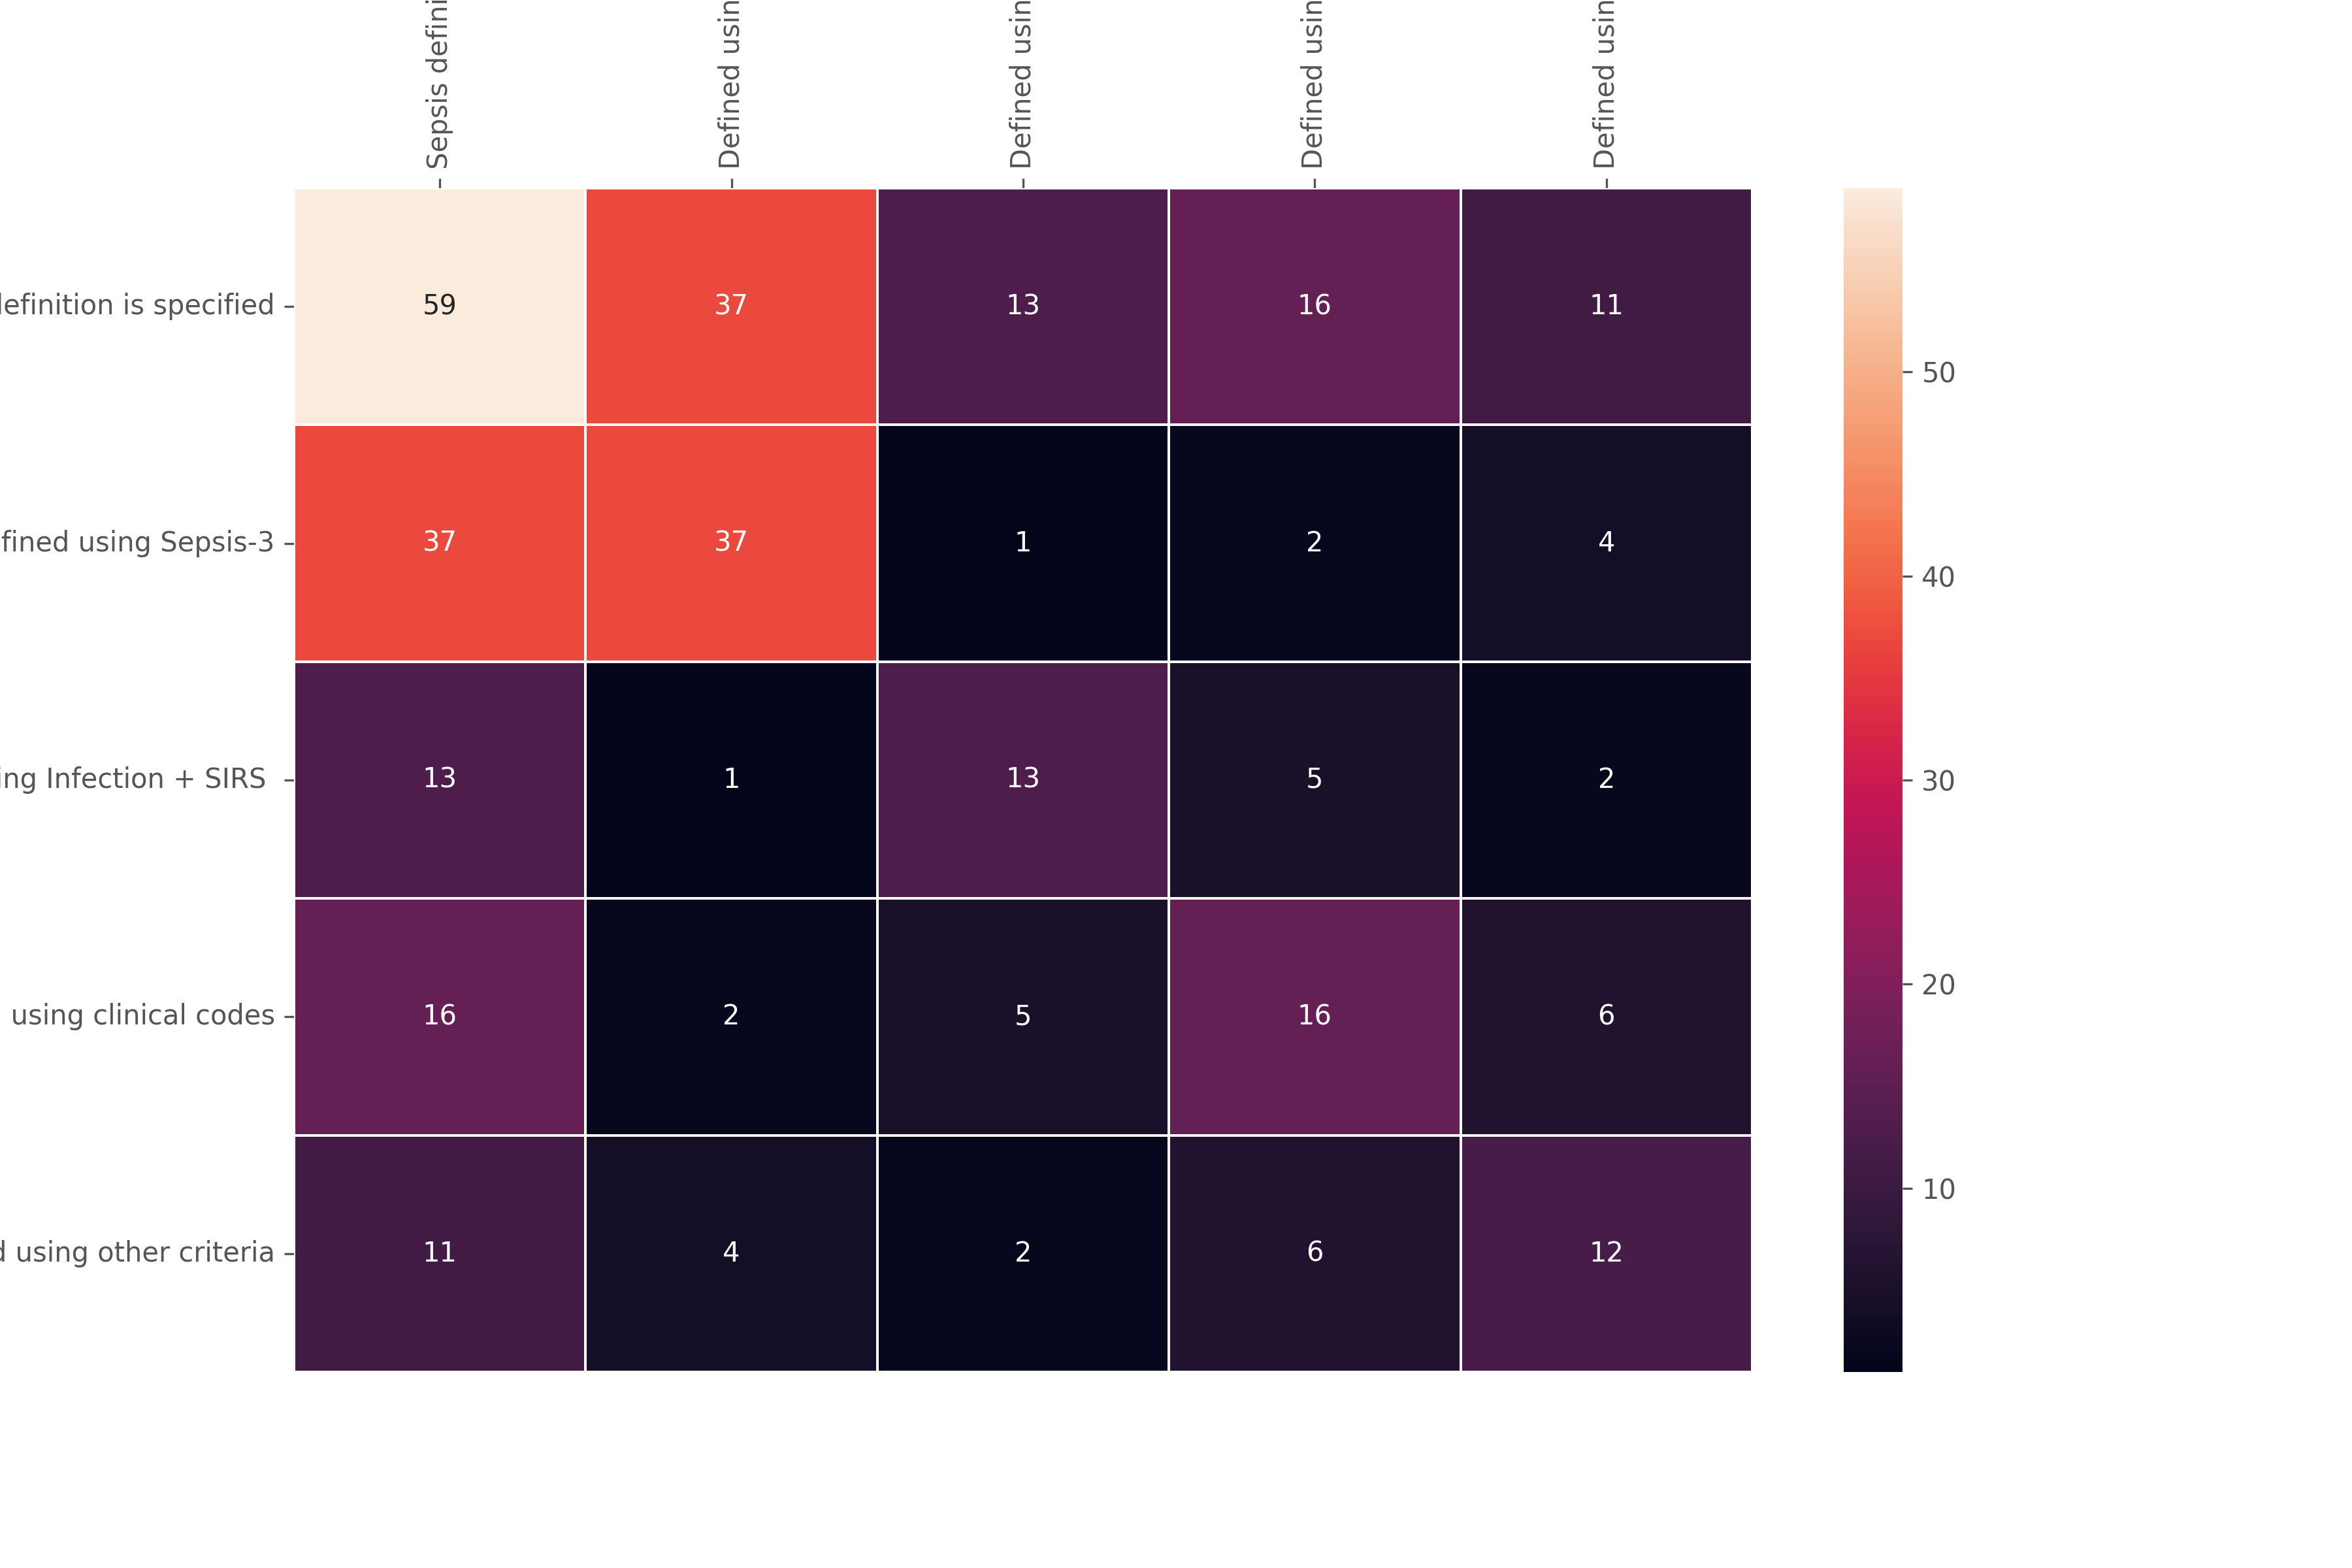 Sepsis defini
Defined usin
Defined usin
Defined usin
Defined usin
definition is specified 59 37 13 16 11
fined using Sepsis-3 37 37 1 2 4
ing Infection + SIRS 13 1 13 5 2
using clinical codes 16 2 5 16 6
d using other criteria 11 4 2 6 12
50
40
30
20
10